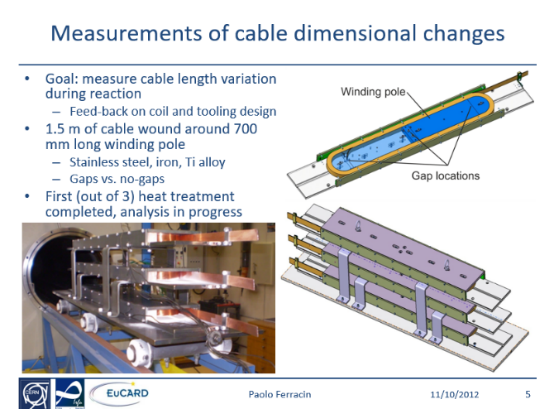 Measurements of cable dimensional changes
• Goal: measure cable length variation
during reaction
– Feed-back on coil and tooling design
• 1.5 m of cable wound around 700
mm long winding pole
– Stainless steel, iron, Ti alloy
– Gaps vs. no-gaps
• First (out of 3) heat treatment
completed, analysis in progress
Winding pole
Gap locations
CERN
EuCARD
Paolo Ferracin
11/10/2012
5